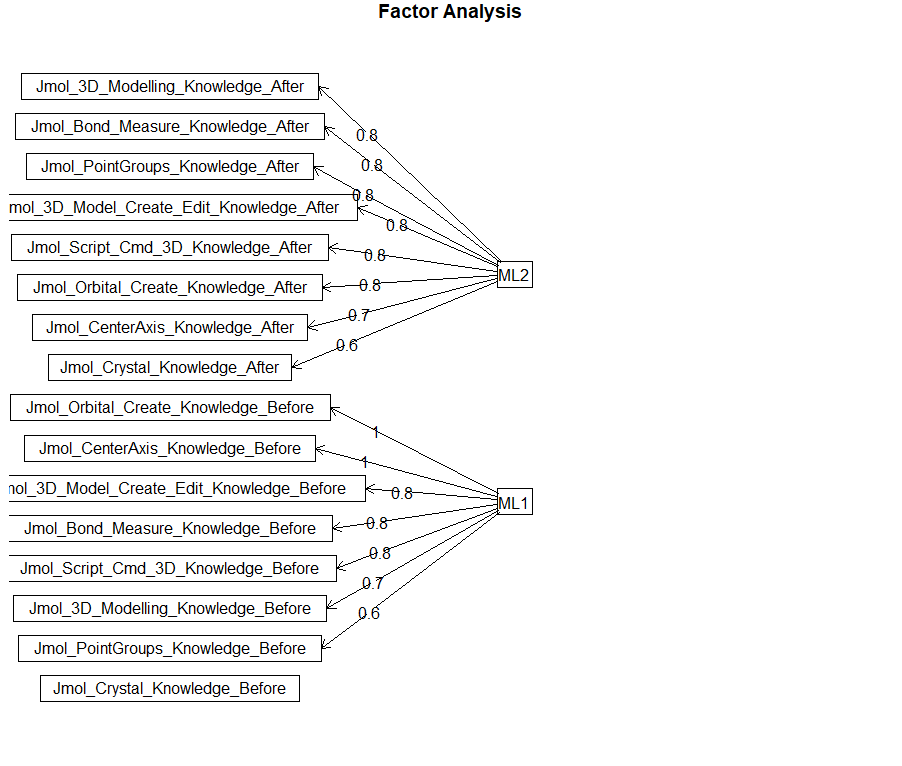 Factor Analysis
Jmol_3D_Modelling_Knowledge_After
0.8
Jmol_Bond_Measure_Knowledge_After
0.8
Jmol_PointGroups_Knowledge_After
0.8
mol_3D_Model_Create_Edit_Knowledge_After
0.8
Jmol_Script_Cmd_3D_Knowledge_After
0.8
ML2
Jmol_Orbital_Create_Knowledge_After
0.8
Jmol_CenterAxis_Knowledge_After
0.7
Jmol_Crystal_Knowledge_After
0.6
Jmol_Orbital_Create_Knowledge_Before
1
Jmol_CenterAxis_Knowledge_Before
1
mol_3D_Model_Create_Edit_Knowledge_Before
0.8
ML1
Jmol_Bond_Measure_Knowledge_Before
0.8
Jmol_Script_Cmd_3D_Knowledge_Before
0.8
Jmol_3D_Modelling_Knowledge_Before
0.7
Jmol_PointGroups_Knowledge_Before
0.6
Jmol_Crystal_Knowledge_Before